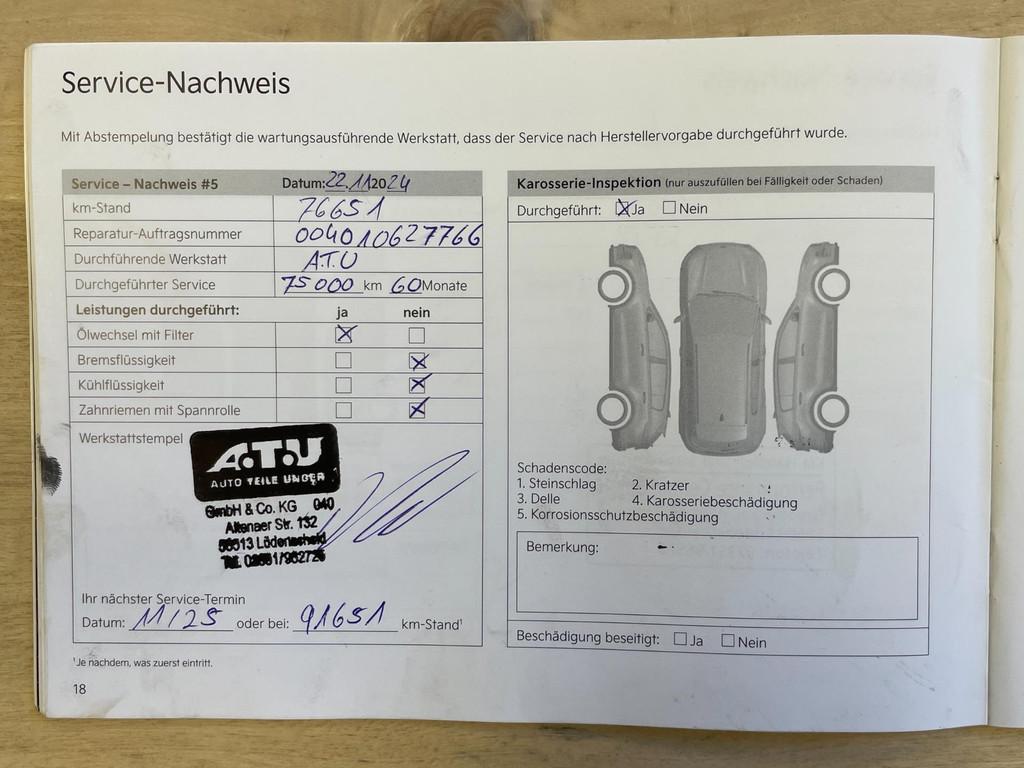 Service-Nachweis
Mit Abstempelung bestätigt die wartungsausführende Werkstatt, dass der Service nach Herstellervorgabe durchgeführt wurde.
Service – Nachweis #5 Datum: 22.11 2024
km-Stand 76651
Reparatur-Auftragsnummer 004010627766
Durchführende Werkstatt A.T.U
Durchgeführter Service 75000 km 60 Monate
Leistungen durchgeführt: ja nein
Ölwechsel mit Filter
Bremsflüssigkeit
Kühlflüssigkeit
Zahnriemen mit Spannrolle
Werkstattstempel
A.T.U
AUTO TEILE UNGER
GmbH & Co. KG 040
Altenaer Str. 132
Ihr nächster Service-Termin
Datum: 11/25 oder bei: 91651 km-Stand¹
¹Je nachdem, was zuerst eintritt.
18
Karosserie-Inspektion (nur auszufüllen bei Fälligkeit oder Schaden)
Durchgeführt: Ja Nein
Schadenscode:
1. Steinschlag 2. Kratzer
3. Delle 4. Karosseriebeschädigung
5. Korrosionsschutzbeschädigung
Bemerkung:
Beschädigung beseitigt: Ja Nein